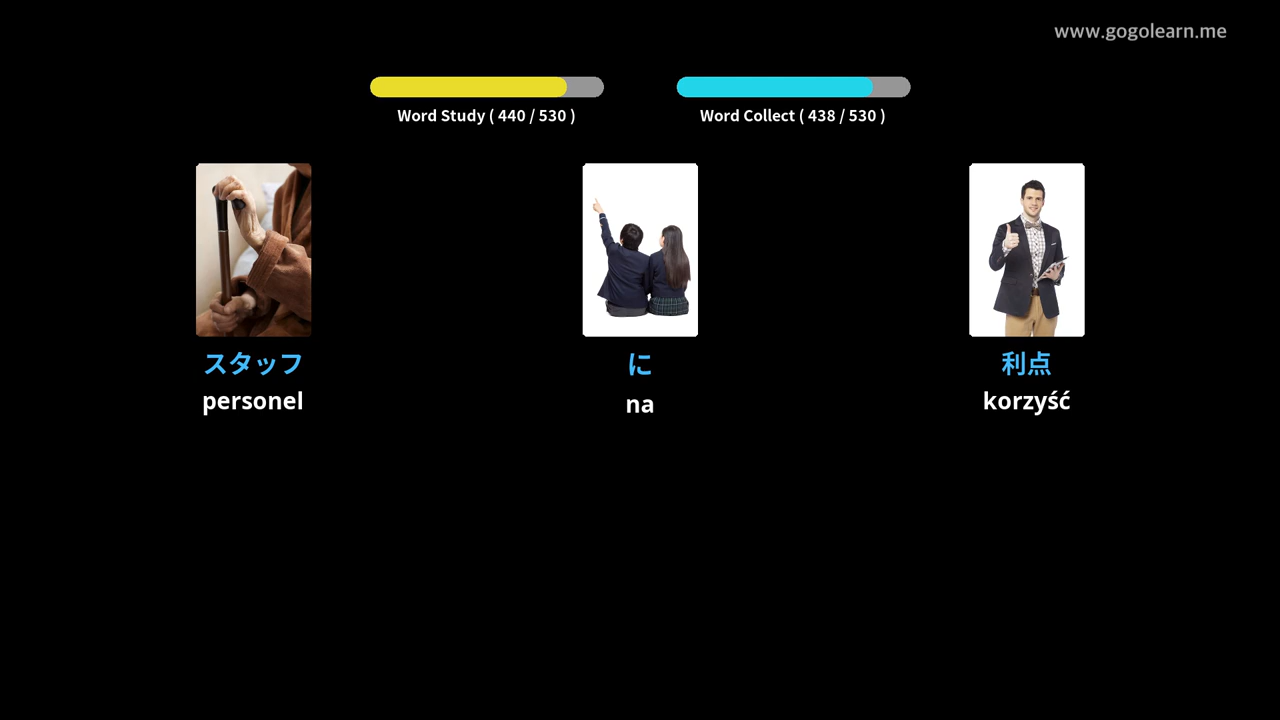 www.gogolearn.me
Word Study ( 440 / 530 )
Word Collect ( 438 / 530 )
スタッフ
personel
に
na
利点
korzyść